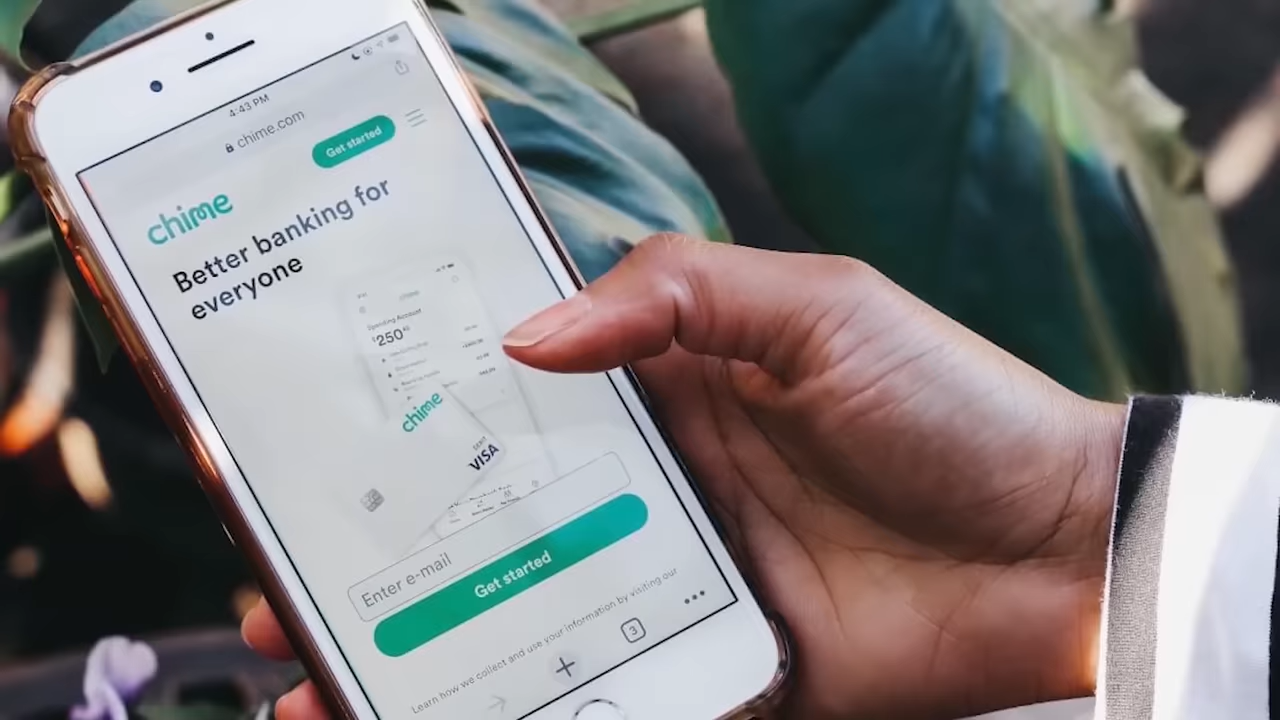 4:43 PM
chime.com
Get started
chime
Better banking for
everyone
chime
Spending Account
$250
chime
DEBIT
VISA
Enter e-mail
Get started
Learn how we collect and use your information by visiting our
3